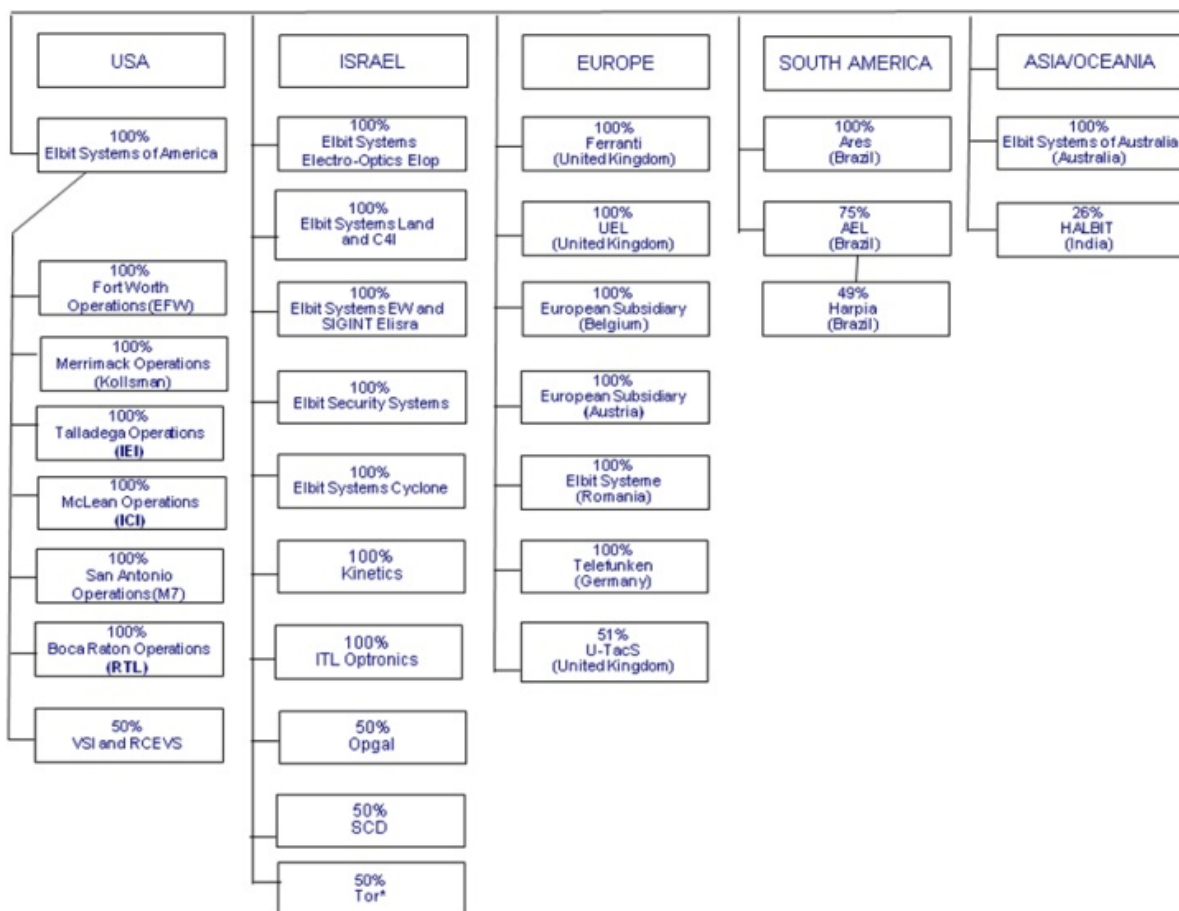 USA
100%
Elbit Systems of America
100%
Fort Worth
Operations(EFW)
100%
Merrimack Operations
(Kollsman)
100%
Talladega Operations
(IEI)
100%
McLean Operations
(ICI)
100%
San Antonio
Operations(M7)
100%
Boca Raton Operations
(RTL)
50%
VSI and RCEVS
ISRAEL
100%
Elbit Systems
Electro-Optics Elop
100%
Elbit Systems Land
and C4I
100%
Elbit Systems EW and
SIGINT Elisra
100%
Elbit Security Systems
100%
Elbit Systems Cyclone
100%
Kinetics
100%
ITL Optronics
50%
Opgal
50%
SCD
50%
Tor*
EUROPE
100%
Ferranti
(United Kingdom)
100%
UEL
(United Kingdom)
100%
European Subsidiary
(Belgium)
100%
European Subsidiary
(Austria)
100%
Elbit Systeme
(Romania)
100%
Telefunken
(Germany)
51%
U-TacS
(United Kingdom)
SOUTH AMERICA
100%
Ares
(Brazil)
75%
AEL
(Brazil)
49%
Harpia
(Brazil)
ASIA/OCEANIA
100%
Elbit Systems of Australia
(Australia)
26%
HALBIT
(India)